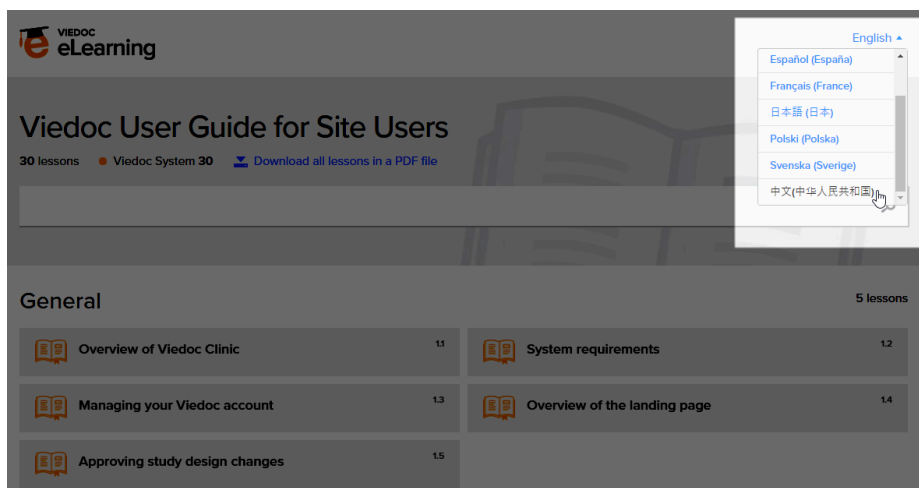 VIEDOC
eLearning
English
Español (España)
Français (France)
日本語 (日本)
Polski (Polska)
Svenska (Sverige)
中文(中华人民共和国)
Viedoc User Guide for Site Users
30 lessons Viedoc System 30 Download all lessons in a PDF file
General 5 lessons
Overview of Viedoc Clinic 1.1
System requirements 1.2
Managing your Viedoc account 1.3
Overview of the landing page 1.4
Approving study design changes 1.5